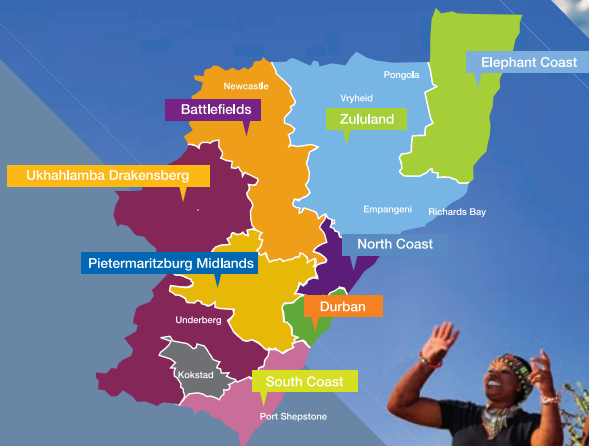 Elephant Coast
Pongola
Newcastle
Vryheid
Battlefields
Zululand
Ukhahlamba Drakensberg
Empangeni
Richards Bay
North Coast
Pietermaritzburg Midlands
Durban
Underberg
Kokstad
South Coast
Port Shepstone